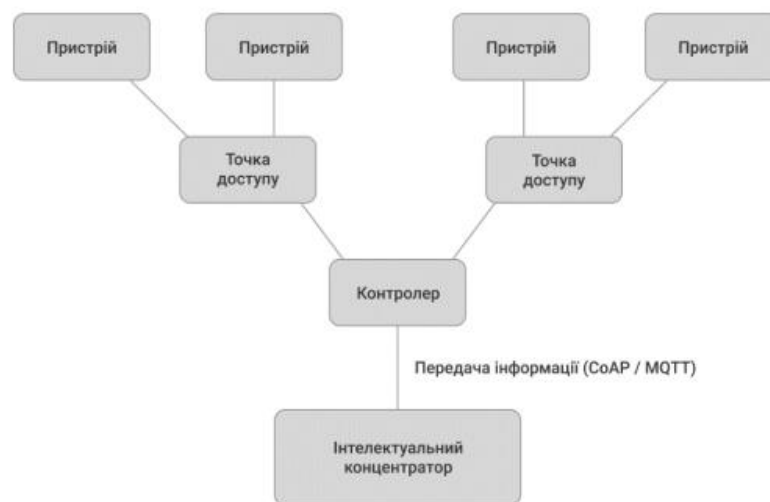 Пристрій
Пристрій
Пристрій
Пристрій
Точка
доступу
Точка
доступу
Контролер
Передача інформації (CoAP / MQTT)
Інтелектуальний
концентратор